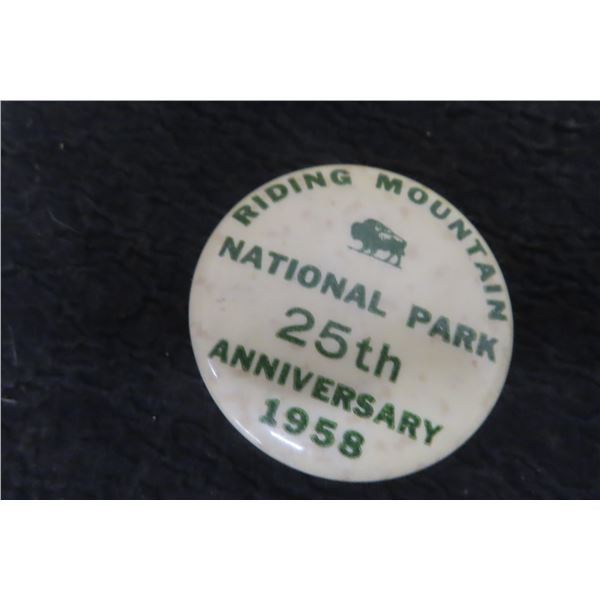 RIDING MOUNTAIN
NATIONAL PARK
25th
ANNIVERSARY
1958